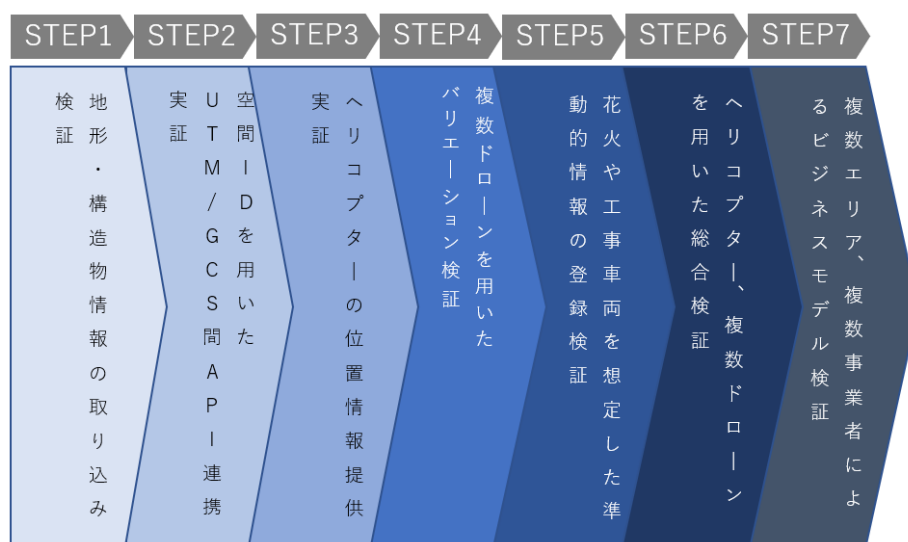 STEP1
STEP2
STEP3
STEP4
STEP5
STEP6
STEP7
地形・構造物情報の取り込み
検証
空間IDを用いた
UTM/GCS間API連携
実証
ヘリコプターの位置情報提供
実証
複数ドローンを用いた
バリエーション検証
花火や工事車両を想定した準
動的情報の登録検証
ヘリコプター、複数ドローン
を用いた総合検証
複数エリア、複数事業者によ
るビジネスモデル検証